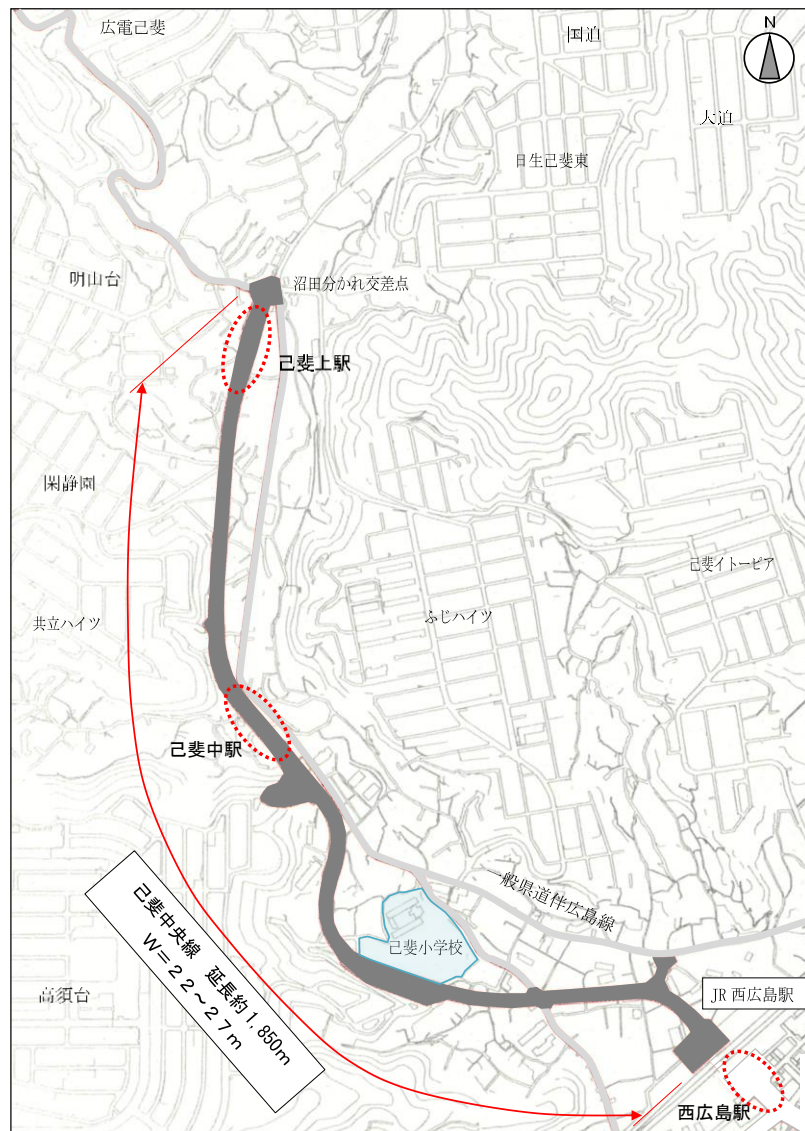 広電己斐
国迫
N
大迫
日生己斐東
明山台
沼田分かれ交差点
己斐上駅
閑静園
己斐イトーピア
ふじハイツ
共立ハイツ
己斐中駅
一般県道伴広島線
己斐中央線 延長約1,850m
W=22~27m
己斐小学校
高須台
JR 西広島駅
西広島駅